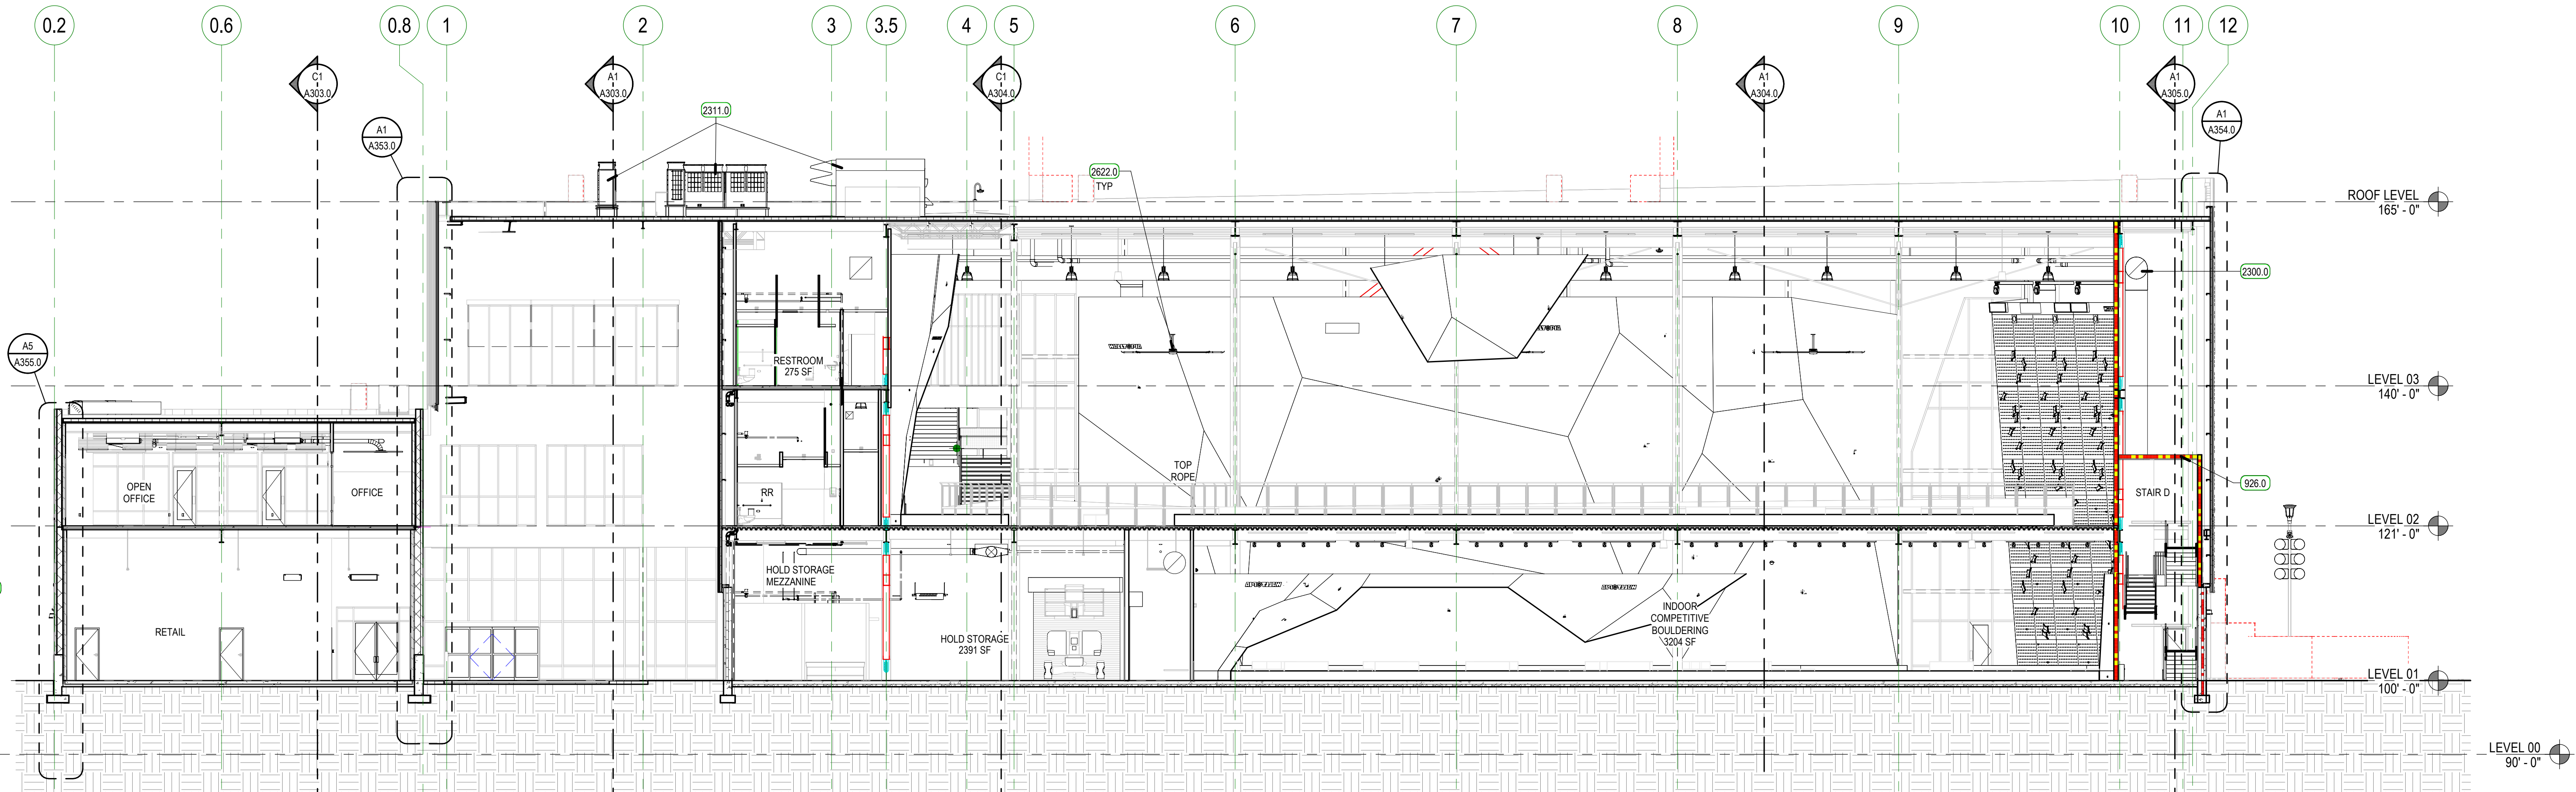 0.2
0.6
0.8
1
2
3
3.5
4
5
6
7
8
9
10
11
12
C1
A303.0
A1
A303.0
C1
A304.0
A1
A304.0
A1
A305.0
A1
A353.0
A1
A354.0
2311.0
2622.0
TYP
ROOF LEVEL
165' - 0"
2300.0
A5
A355.0
RESTROOM
275 SF
LEVEL 03
140' - 0"
TOP
ROPE
OPEN
OFFICE
OFFICE
RR
926.0
STAIR D
LEVEL 02
121' - 0"
HOLD STORAGE
MEZZANINE
RETAIL
HOLD STORAGE
2391 SF
INDOOR
COMPETITIVE
BOULDERING
3204 SF
LEVEL 01
100' - 0"
LEVEL 00
90' - 0"